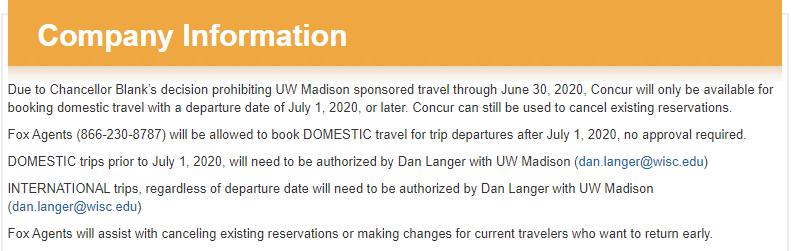 Company Information
Due to Chancellor Blank's decision prohibiting UW Madison sponsored travel through June 30, 2020, Concur will only be available for
booking domestic travel with a departure date of July 1, 2020, or later. Concur can still be used to cancel existing reservations.
Fox Agents (866-230-8787) will be allowed to book DOMESTIC travel for trip departures after July 1, 2020, no approval required.
DOMESTIC trips prior to July 1, 2020, will need to be authorized by Dan Langer with UW Madison (dan.langer@wisc.edu)
INTERNATIONAL trips, regardless of departure date will need to be authorized by Dan Langer with UW Madison
(dan.langer@wisc.edu)
Fox Agents will assist with canceling existing reservations or making changes for current travelers who want to return early.